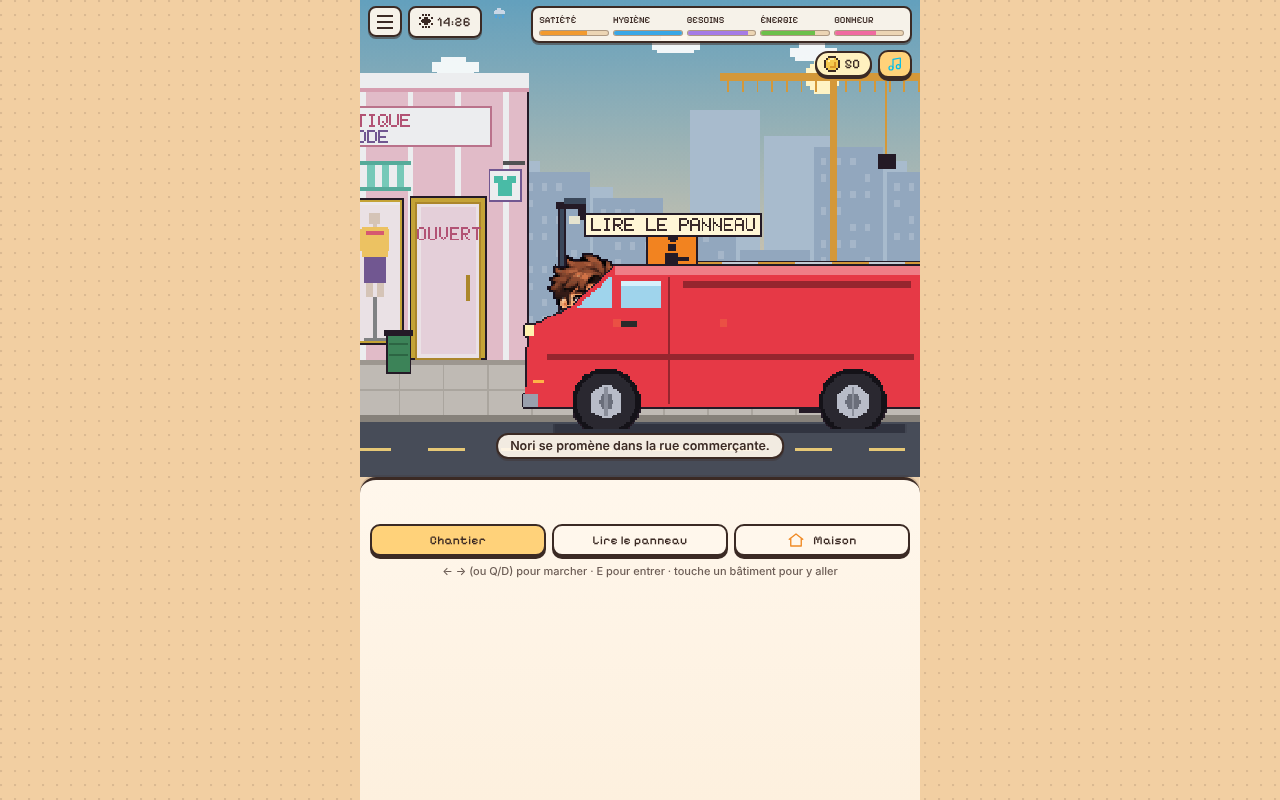 14:26
SATIÉTÉ
HYGIÈNE
BESOINS
ÉNERGIE
BONHEUR
80
TIQUE
ODE
OUVERT
LIRE LE PANNEAU
Nori se promène dans la rue commerçante.
Chantier
Lire le panneau
Maison
← → (ou Q/D) pour marcher · E pour entrer · touche un bâtiment pour y aller